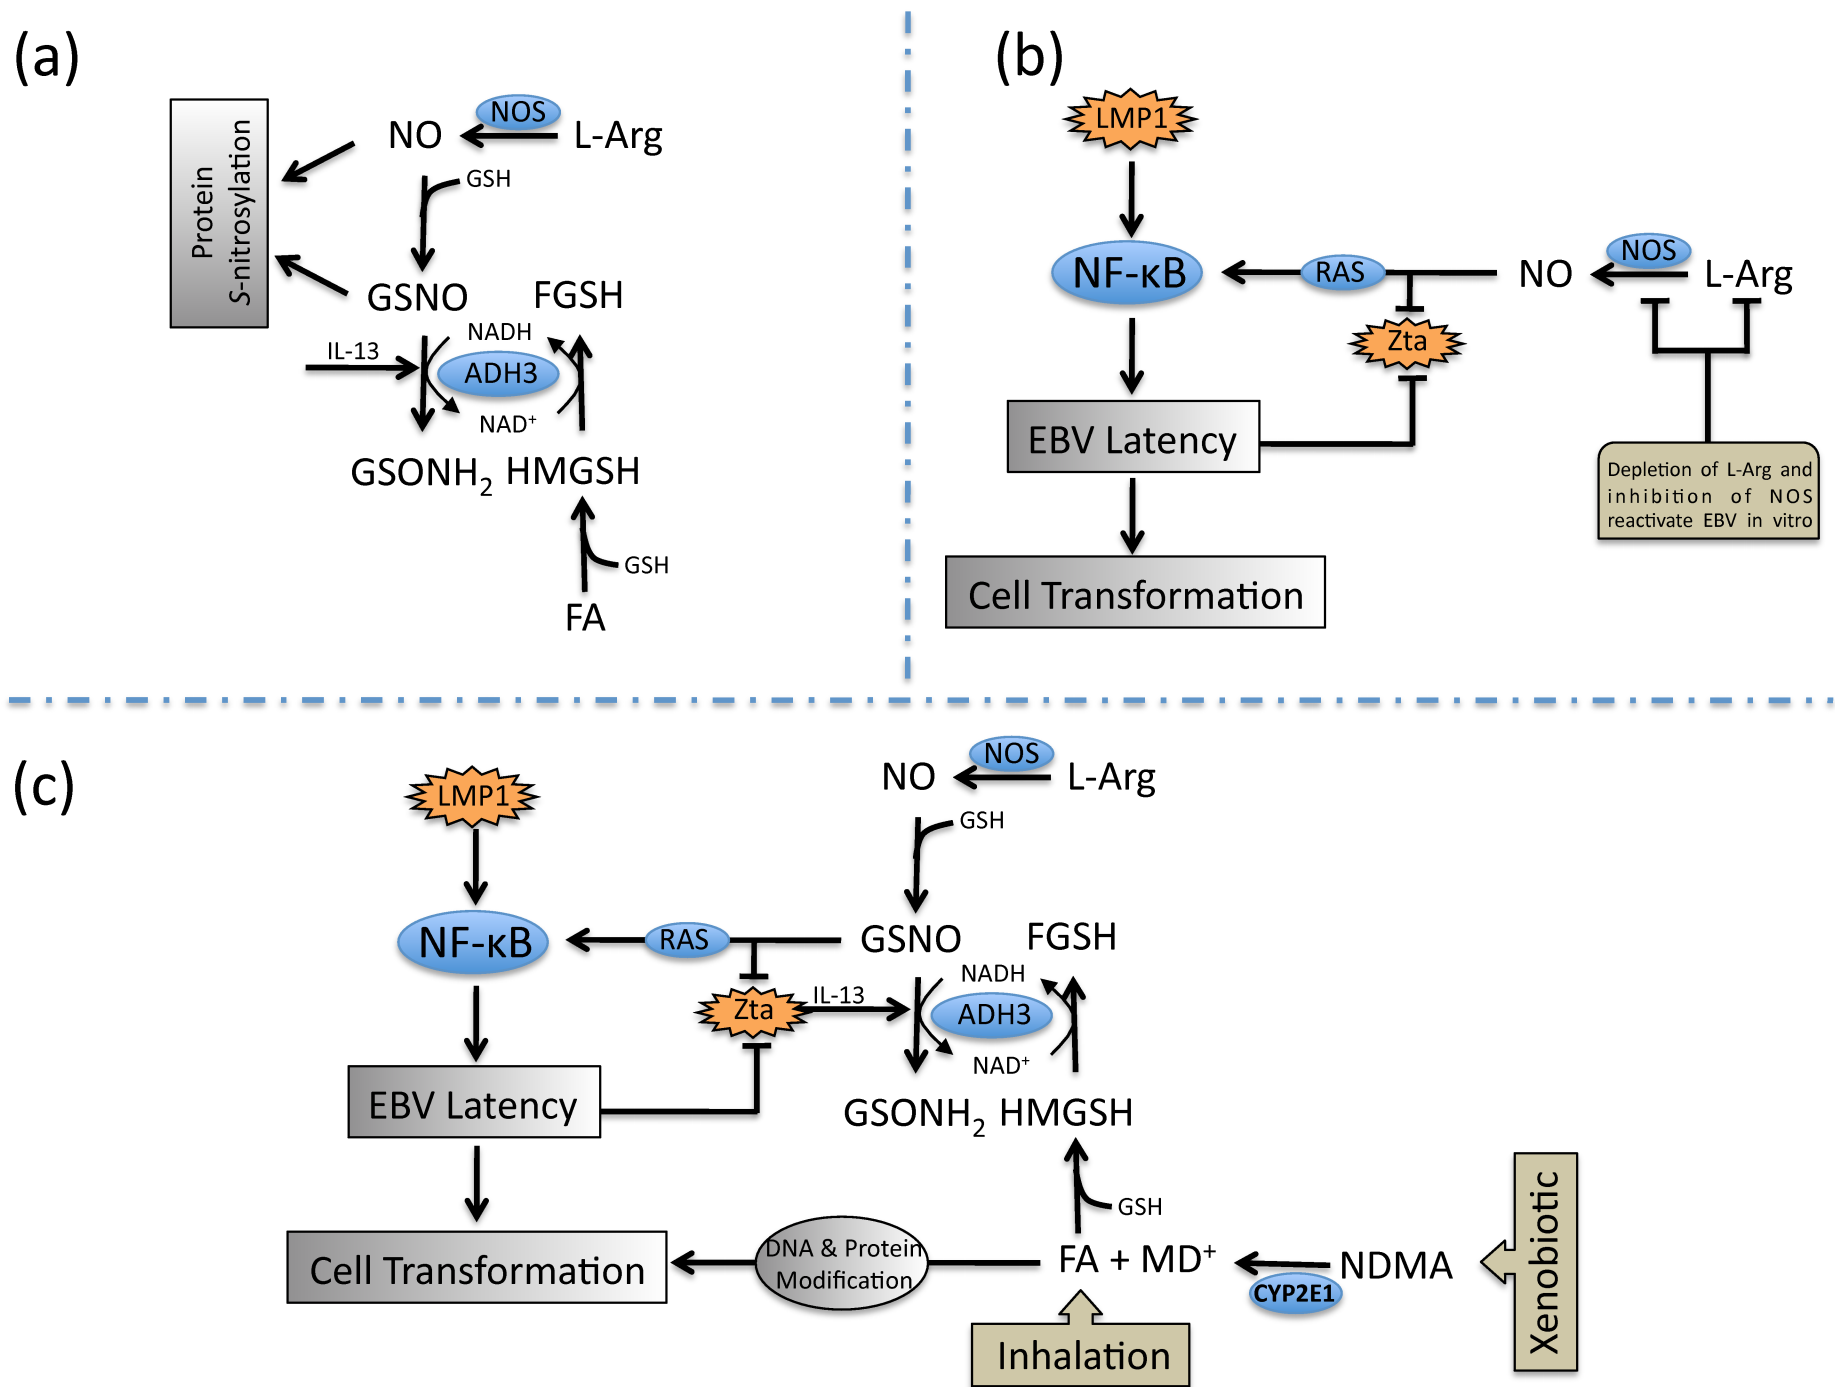 (a)
NOS
NO
L-Arg
GSH
Protein
S-nitrosylation
GSNO
FGSH
NADH
IL-13
ADH3
NAD⁺
GSONH₂
HMGSH
GSH
FA
(b)
LMP1
NF-κB
RAS
NO
NOS
L-Arg
Zta
EBV Latency
Depletion of L-Arg and
inhibition of NOS
reactivate EBV in vitro
Cell Transformation
(c)
LMP1
NOS
NO
L-Arg
GSH
NF-κB
RAS
GSNO
FGSH
NADH
Zta
IL-13
ADH3
NAD⁺
EBV Latency
GSONH₂
HMGSH
GSH
Cell Transformation
DNA & Protein
Modification
FA + MD⁺
CYP2E1
NDMA
Xenobiotic
Inhalation